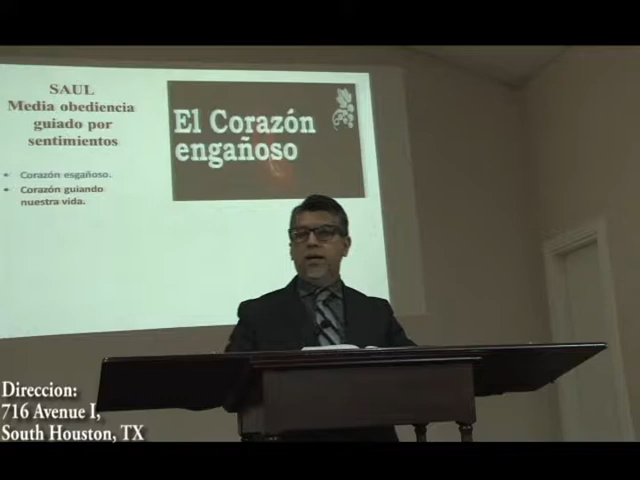 SAUL
Media obediencia
guiado por
sentimientos
• Corazón esgañoso.
• Corazón guiando
nuestra vida.
El Corazón
engañoso
Direccion:
716 Avenue I,
South Houston, TX